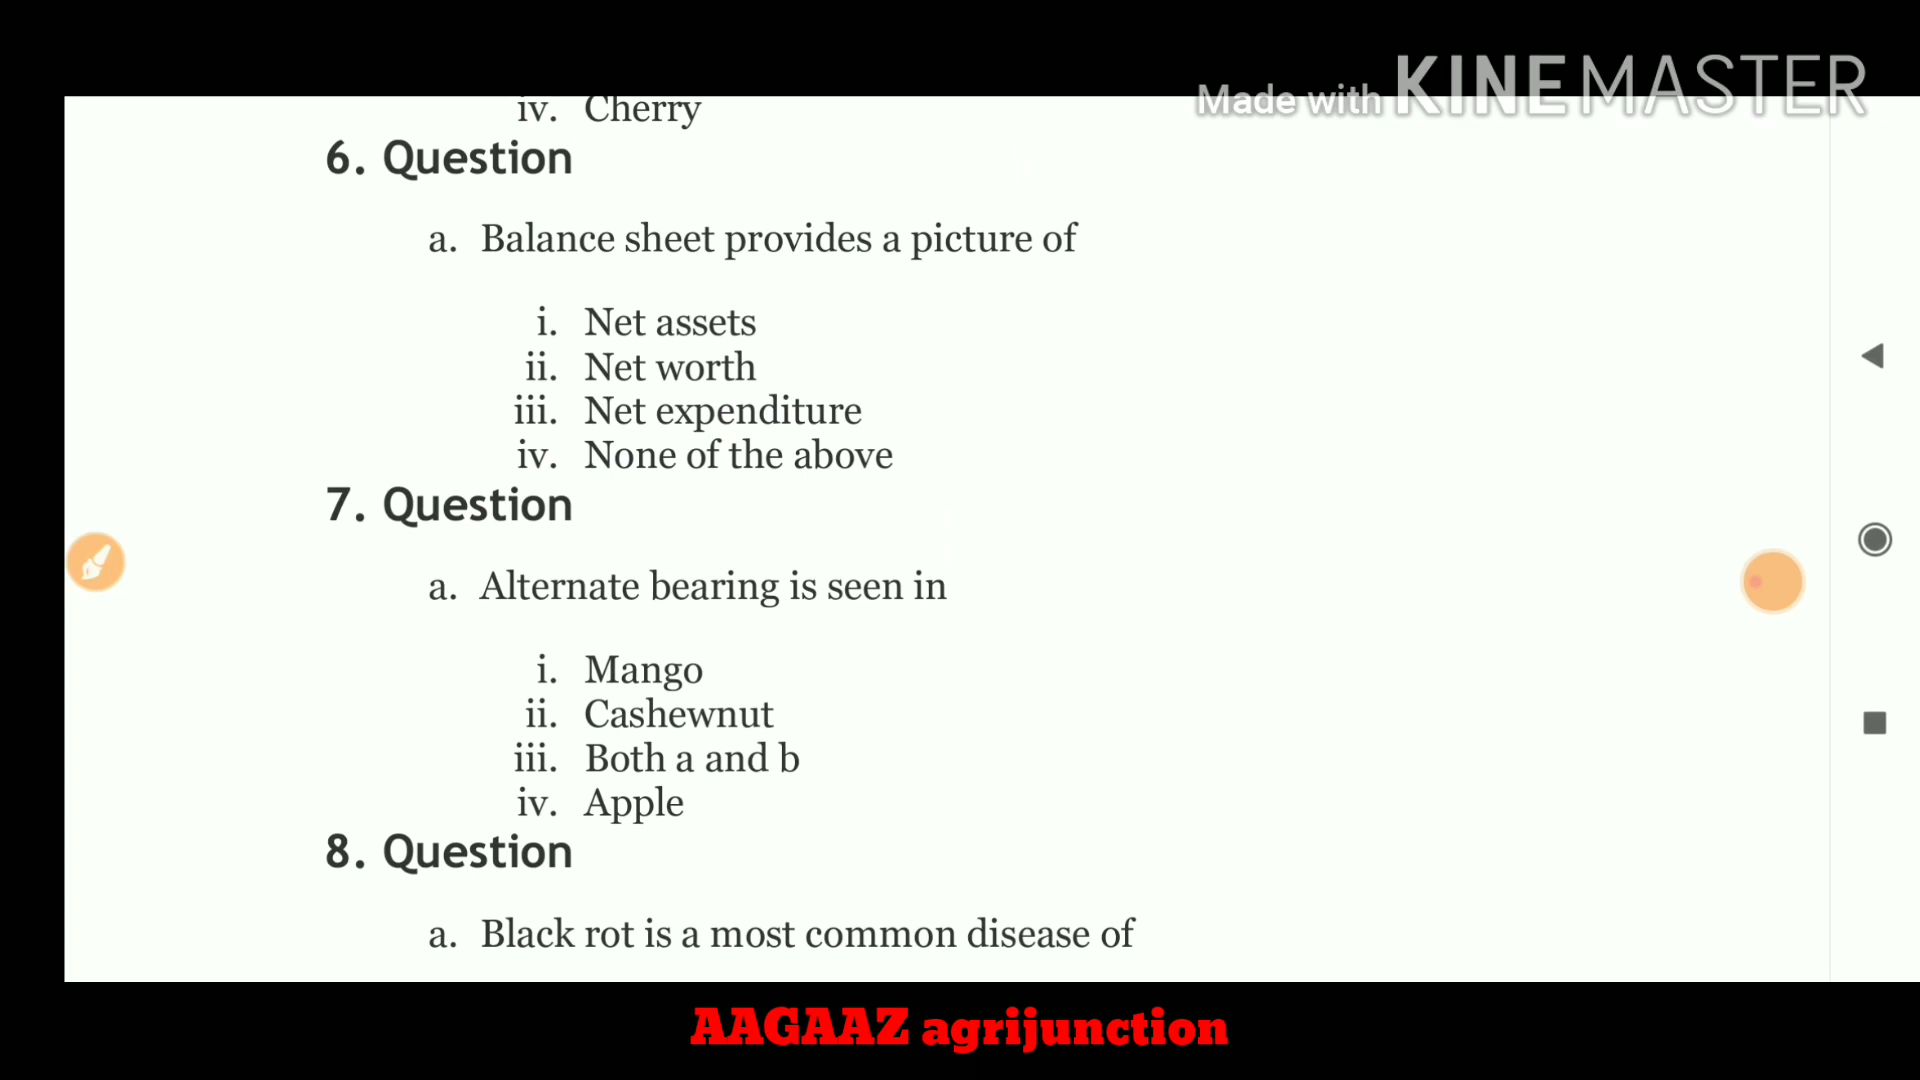 Made with KINEMASTER
iv. Cherry
6. Question
a. Balance sheet provides a picture of
i. Net assets
ii. Net worth
iii. Net expenditure
iv. None of the above
7. Question
a. Alternate bearing is seen in
i. Mango
ii. Cashewnut
iii. Both a and b
iv. Apple
8. Question
a. Black rot is a most common disease of
AAGAAZ agrijunction